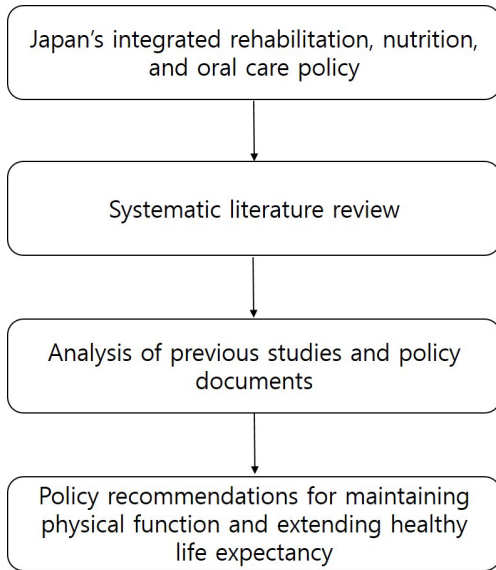 Japan's integrated rehabilitation, nutrition,
and oral care policy
Systematic literature review
Analysis of previous studies and policy
documents
Policy recommendations for maintaining
physical function and extending healthy
life expectancy